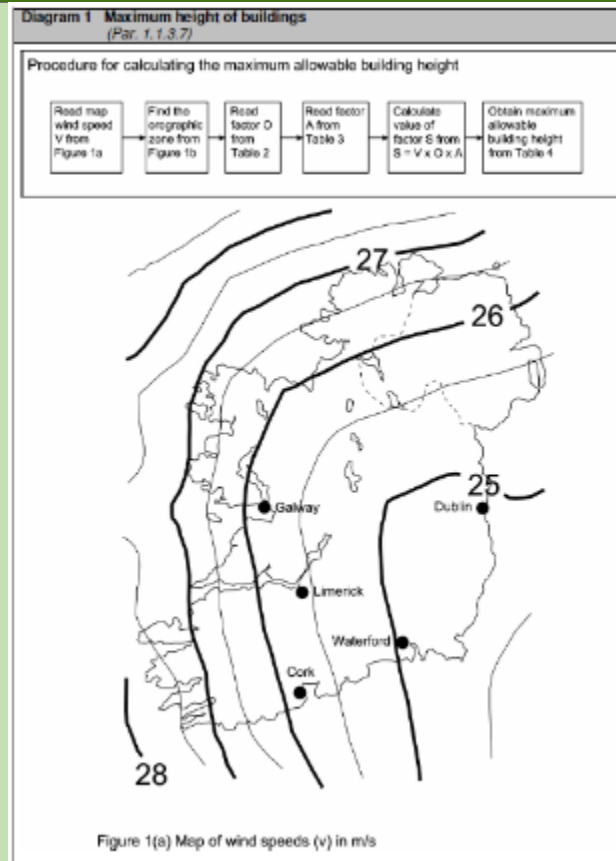 Diagram 1 Maximum height of buildings
(Par. 1.1.3.7)
Procedure for calculating the maximum allowable building height
Read map
wind speed
V from
Figure 1a
Find the
orographic
zone from
Figure 1b
Read
factor O
from
Table 2
Read factor
A from
Table 3
Calculate
value of
factor S from
S = V x O x A
Obtain maximum
allowable
building height
from Table 4
27
26
25
Galway
Dublin
Limerick
Waterford
Cork
28
Figure 1(a) Map of wind speeds (v) in m/s